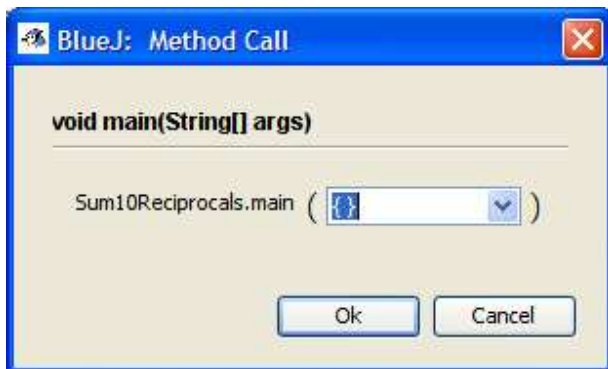 BlueJ: Method Call
void main(String[] args)
Sum10Reciprocals.main ( {} )
Ok Cancel